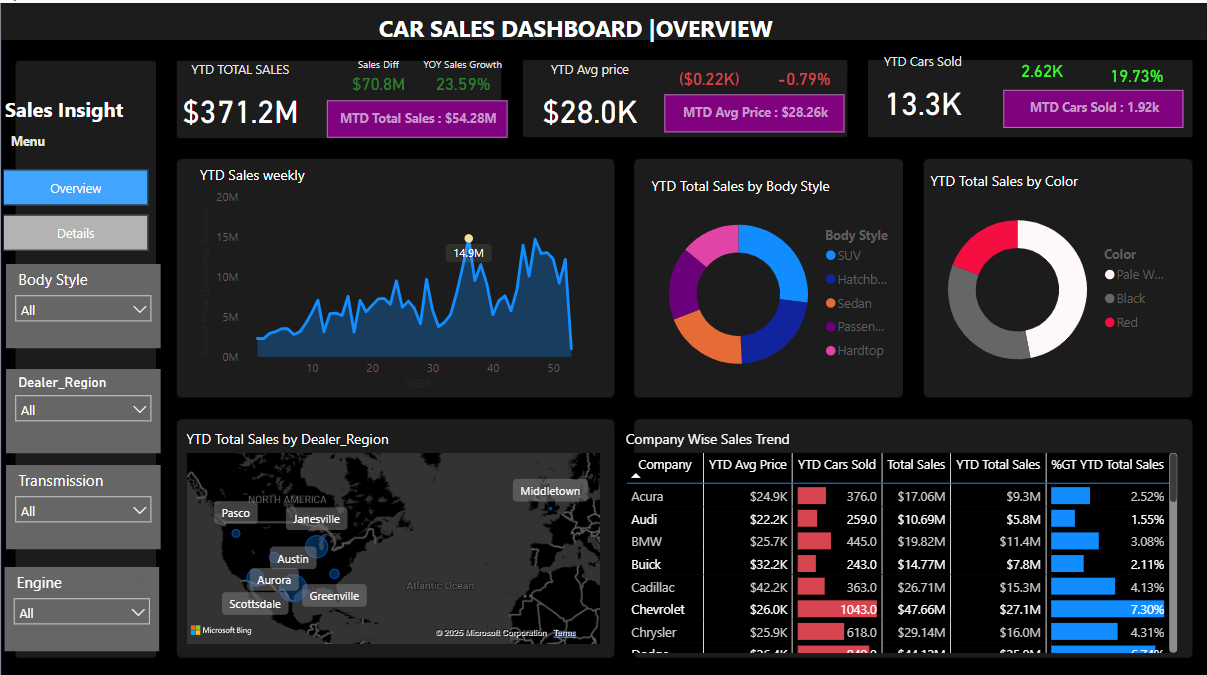 CAR SALES DASHBOARD |OVERVIEW
Sales Insight
Menu
Overview
Details
Body Style
All
Dealer_Region
All
Transmission
All
Engine
All
YTD TOTAL SALES
$371.2M
Sales Diff
$70.8M
YOY Sales Growth
23.59%
MTD Total Sales : $54.28M
YTD Avg price
$28.0K
($0.22K)
-0.79%
MTD Avg Price : $28.26k
YTD Cars Sold
13.3K
2.62K
19.73%
MTD Cars Sold : 1.92k
YTD Sales weekly
20M
15M
10M
5M
0M
14.9M
10 20 30 40 50
YTD Total Sales by Body Style
Body Style
SUV
Hatchb...
Sedan
Passen...
Hardtop
YTD Total Sales by Color
Color
Pale W...
Black
Red
YTD Total Sales by Dealer_Region
NORTH AMERICA
Pasco
Janesville
Middletown
Austin
Aurora
Greenville
Scottsdale
Atlantic Ocean
Microsoft Bing
© 2025 Microsoft Corporation Terms
Company Wise Sales Trend
Company YTD Avg Price YTD Cars Sold Total Sales YTD Total Sales %GT YTD Total Sales
Acura $24.9K 376.0 $17.06M $9.3M 2.52%
Audi $22.2K 259.0 $10.69M $5.8M 1.55%
BMW $25.7K 445.0 $19.82M $11.4M 3.08%
Buick $32.2K 243.0 $14.77M $7.8M 2.11%
Cadillac $42.2K 363.0 $26.71M $15.3M 4.13%
Chevrolet $26.0K 1043.0 $47.66M $27.1M 7.30%
Chrysler $25.9K 618.0 $29.14M $16.0M 4.31%